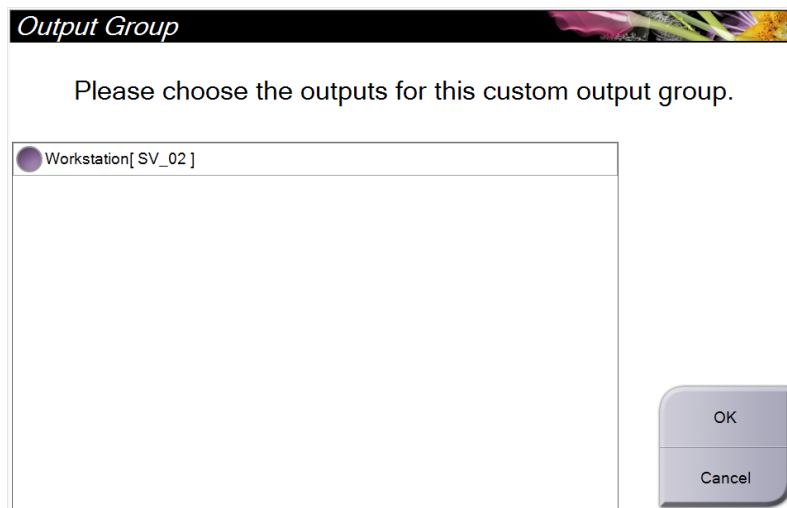 Output Group
Please choose the outputs for this custom output group.
Workstation[ SV_02 ]
OK
Cancel